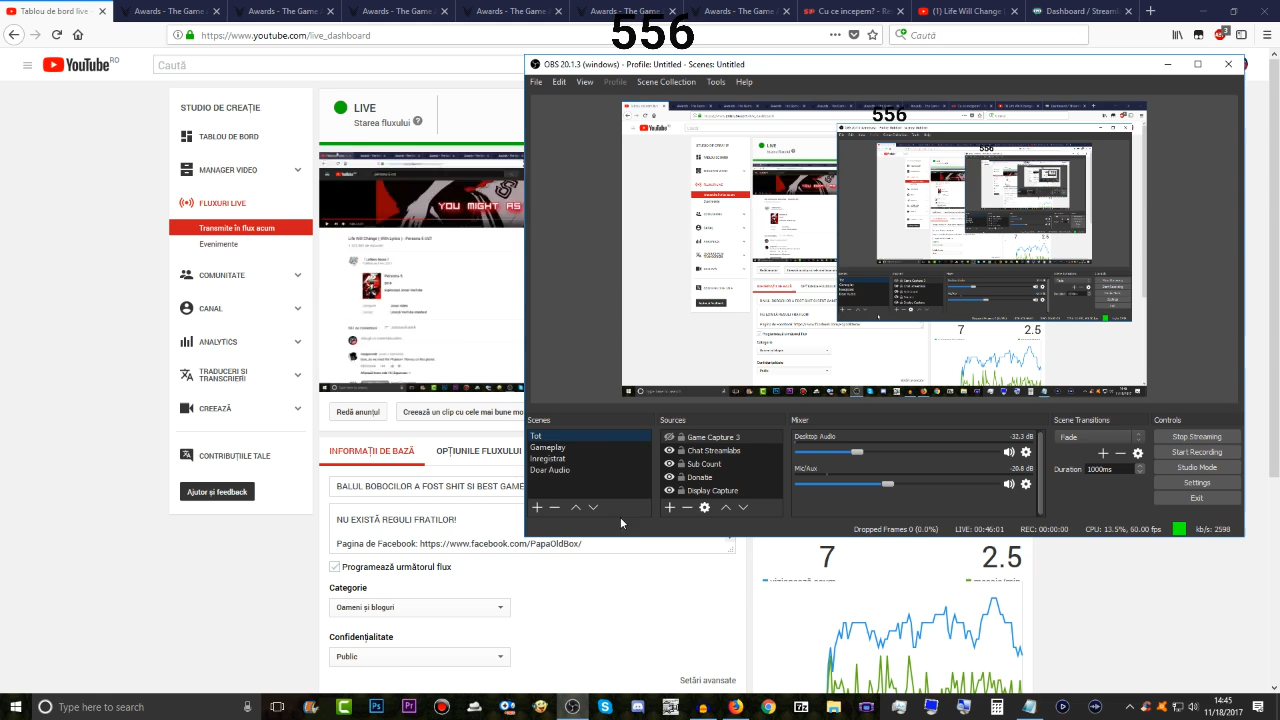 Tablou de bord live -
Awards - The Game
Awards - The Game
Awards - The Game
Awards - The Game
Awards - The Game
Awards - The Game
Cu ce incepent? - Re
(1) Life Will Change (
Dashboard / Streaml
https://www.youtube.com/live_dashboard
556
Caută
3
YouTube RO
Caută
OBS 20.1.3 (windows) - Profile: Untitled - Scenes: Untitled
File Edit View Profile Scene Collection Tools Help
STUDIO DE CREAȚIE
TABLOU DE BORD
MANAGER VIDEO
Transmite în flux acum
Evenimente
COMUNITATE
CANAL
ANALYTICS
TRADUCERI ȘI
TRANSCRIERI
CREEAZĂ
CONTRIBUȚIILE TALE
Ajutor și feedback
LIVE
Starea fluxului
YOU MIGHT AS
Redă anunțul
Creează un clip cu cele mai bune mo
INFORMAȚII DE BAZĂ
OPȚIUNILE FLUXULUI
BALUL BOBOCILOR A FOST SHIT SI BEST GAME
NU EXISTĂ REGULI FRATILOR!
Pagina de Facebook: https://www.facebook.com/PapaOldBox/
Programează următorul flux
Categorie
Oameni și bloguri
Confidențialitate
Public
Setări avansate
556
7
2.5
Scenes
Tot
Gameplay
Inregistrat
Doar Audio
Sources
Game Capture 3
Chat Streamlabs
Sub Count
Donatie
Display Capture
Mixer
Desktop Audio -32.3 dB
Mic/Aux -20.8 dB
Scene Transitions
Fade
Duration 1000ms
Controls
Stop Streaming
Start Recording
Studio Mode
Settings
Exit
Dropped Frames 0 (0.0%) LIVE: 00:46:01 REC: 00:00:00 CPU: 13.5%, 60.00 fps kb/s: 2598
7
2.5
Type here to search
14:45
11/18/2017